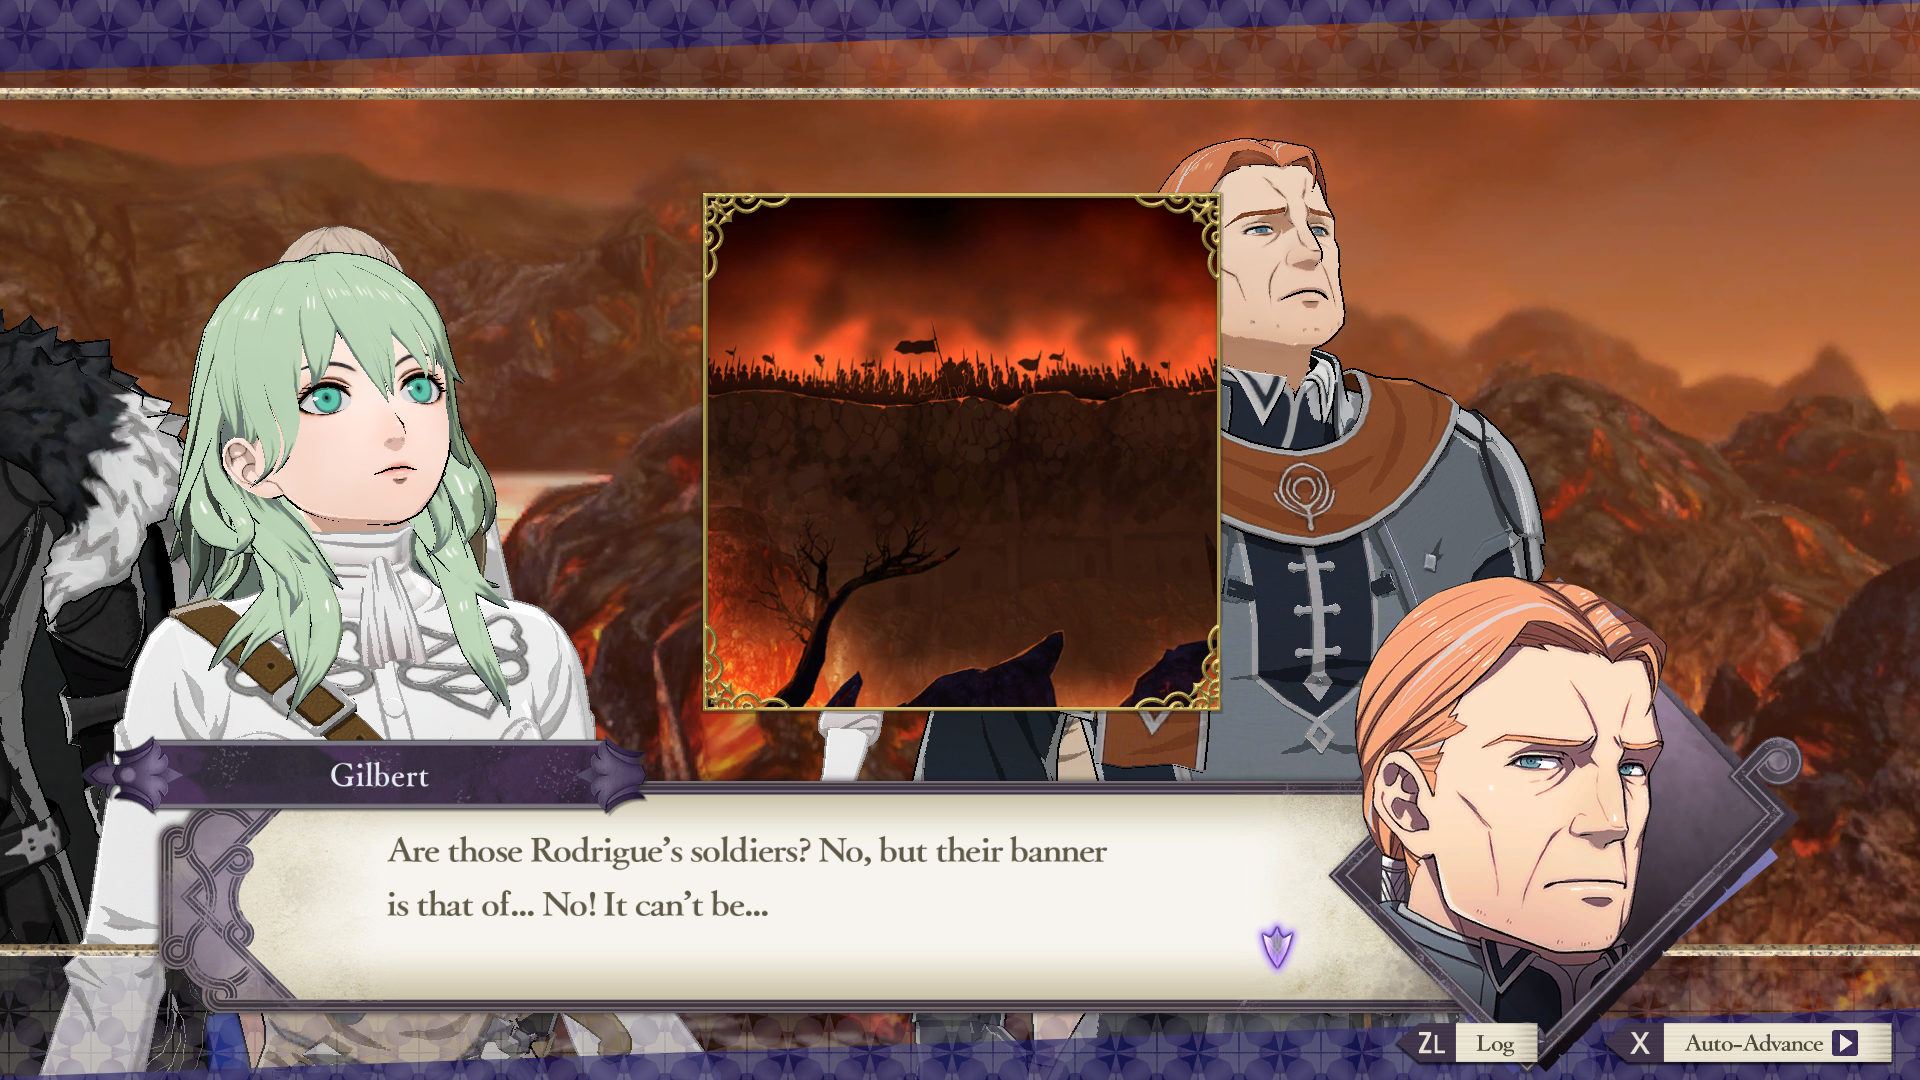 Gilbert
Are those Rodrigue's soldiers? No, but their banner
is that of... No! It can't be...
ZL Log X Auto-Advance